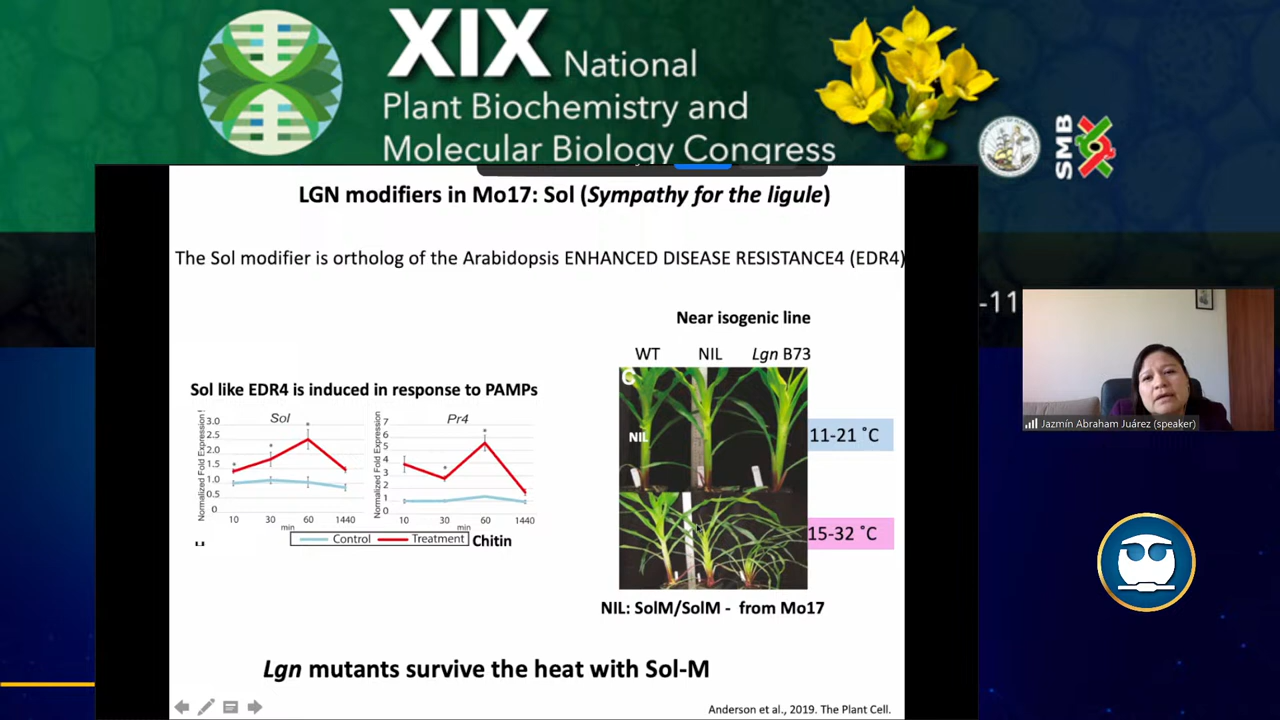 XIX National
Plant Biochemistry and
Molecular Biology Congress
SMB
LGN modifiers in Mo17: Sol (Sympathy for the ligule)
The Sol modifier is ortholog of the Arabidopsis ENHANCED DISEASE RESISTANCE4 (EDR4)
-11
Near isogenic line
WT NIL Lgn B73
C
NIL
11-21 ˚C
15-32 ˚C
NIL: SolM/SolM - from Mo17
Sol like EDR4 is induced in response to PAMPs
Sol
Normalized Fold Expression
3.0
2.5
2.0
1.5
1.0
0.5
0
10 30 60 1440
min
Pr4
Normalized Fold Expression
7
6
5
4
3
2
1
0
10 30 60 1440
min
Control Treatment
Chitin
Jazmín Abraham Juárez (speaker)
Lgn mutants survive the heat with Sol-M
Anderson et al., 2019. The Plant Cell.